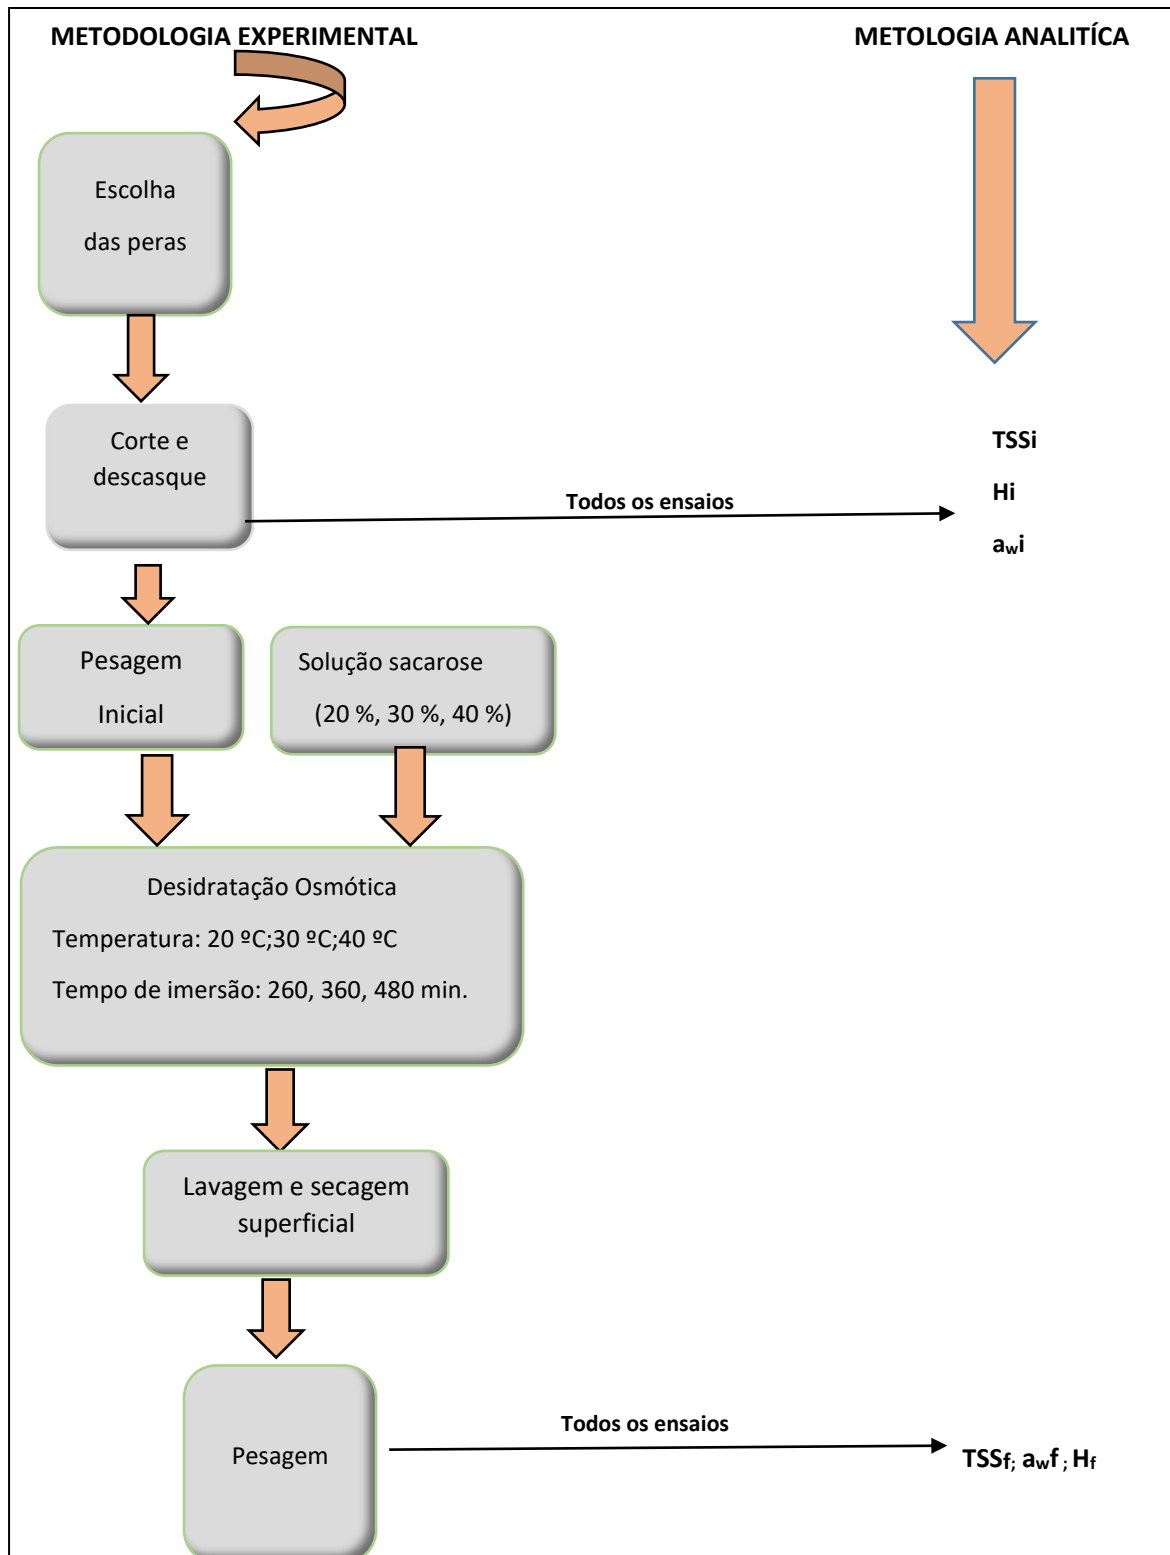 METODOLOGIA EXPERIMENTAL
METOLOGIA ANALITÍCA
Escolha
das peras
Corte e
descasque
Todos os ensaios
TSSi
Hi
awi
Pesagem
Inicial
Solução sacarose
(20 %, 30 %, 40 %)
Desidratação Osmótica
Temperatura: 20 ºC;30 ºC;40 ºC
Tempo de imersão: 260, 360, 480 min.
Lavagem e secagem
superficial
Pesagem
Todos os ensaios
TSSf; awf ; Hf